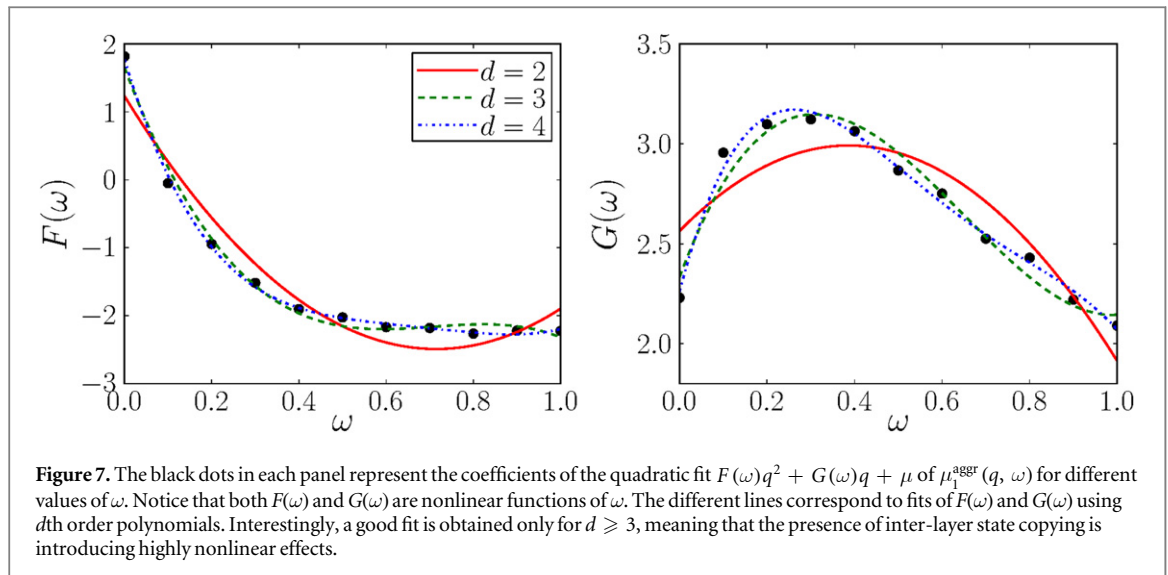 2
1
0
−1
−2
−3
F(ω)
0.0 0.2 0.4 0.6 0.8 1.0
ω
d = 2
d = 3
d = 4
3.5
3.0
2.5
2.0
G(ω)
0.0 0.2 0.4 0.6 0.8 1.0
ω
Figure 7. The black dots in each panel represent the coefficients of the quadratic fit F(ω)q² + G(ω)q + μ of μ₁ᵃᵍᵍʳ(q, ω) for different
values of ω. Notice that both F(ω) and G(ω) are nonlinear functions of ω. The different lines correspond to fits of F(ω) and G(ω) using
dth order polynomials. Interestingly, a good fit is obtained only for d ⩾ 3, meaning that the presence of inter-layer state copying is
introducing highly nonlinear effects.